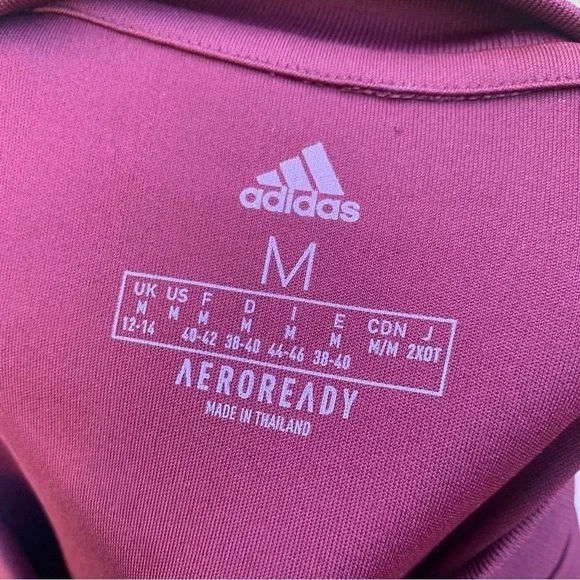 adidas
M
UK US F D I E CDN J
M M M M M M M/M 2XOT
12-14 40-42 38-40 44-46 38-40
AEROREADY
MADE IN THAILAND